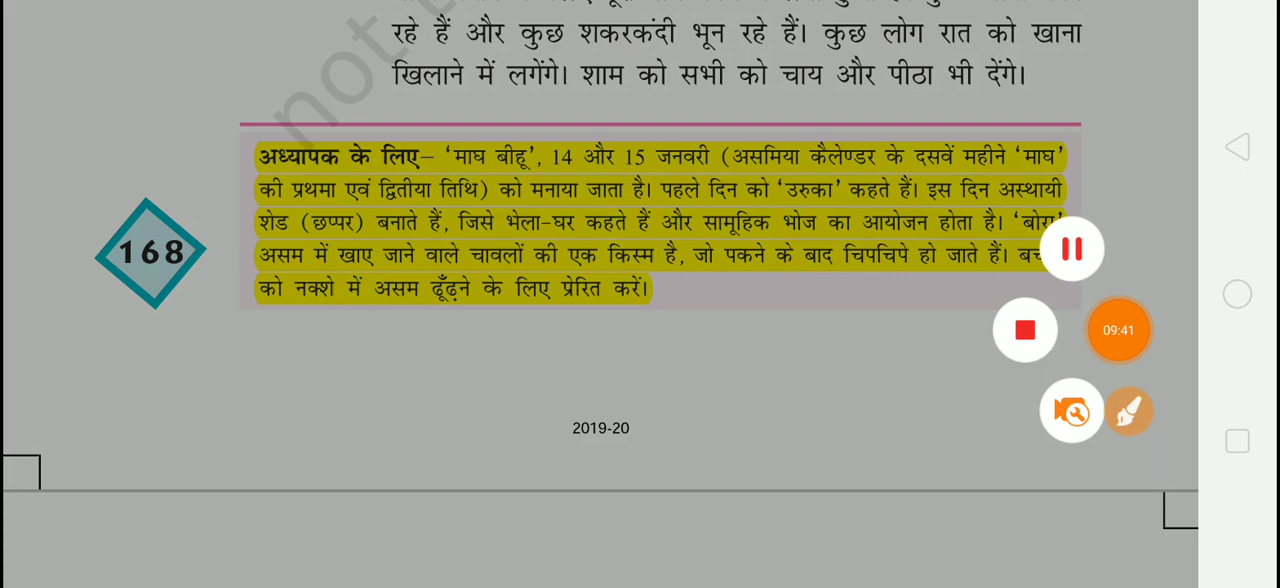 रहे हैं और कुछ शकरकंदी भून रहे हैं। कुछ लोग रात को खाना
खिलाने में लगेंगे। शाम को सभी को चाय और पीठा भी देंगे।
not
अध्यापक के लिए– ‘माघ बीहू’, 14 और 15 जनवरी (असमिया कैलेण्डर के दसवें महीने ‘माघ’
की प्रथमा एवं द्वितीया तिथि) को मनाया जाता है। पहले दिन को ‘उरुका’ कहते हैं। इस दिन अस्थायी
शेड (छप्पर) बनाते हैं, जिसे भेला-घर कहते हैं और सामूहिक भोज का आयोजन होता है। ‘बोरा’
168
असम में खाए जाने वाले चावलों की एक किस्म है, जो पकने के बाद चिपचिपे हो जाते हैं।
को नक्शे में असम ढूँढ़ने के लिए प्रेरित करें।
09:41
2019-20